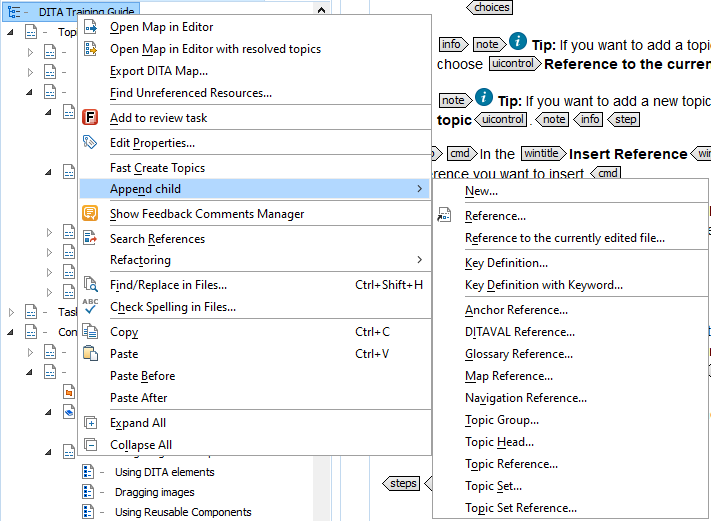 DITA Training Guide
Top
Task
Con
Using DITA elements
Dragging images
Using Reusable Components
Open Map in Editor
Open Map in Editor with resolved topics
Export DITA Map...
Find Unreferenced Resources...
Add to review task
Edit Properties...
Fast Create Topics
Append child
Show Feedback Comments Manager
Search References
Refactoring
Find/Replace in Files... Ctrl+Shift+H
Check Spelling in Files...
Copy Ctrl+C
Paste Ctrl+V
Paste Before
Paste After
Expand All
Collapse All
New...
Reference...
Reference to the currently edited file...
Key Definition...
Key Definition with Keyword...
Anchor Reference...
DITAVAL Reference...
Glossary Reference...
Map Reference...
Navigation Reference...
Topic Group...
Topic Head...
Topic Reference...
Topic Set...
Topic Set Reference...
choices
info note i Tip: If you want to add a topi
choose uicontrol Reference to the curren
note i Tip: If you want to add a new topic
topic uicontrol . note info step
cmd In the wintitle Insert Reference win
rence you want to insert cmd
steps